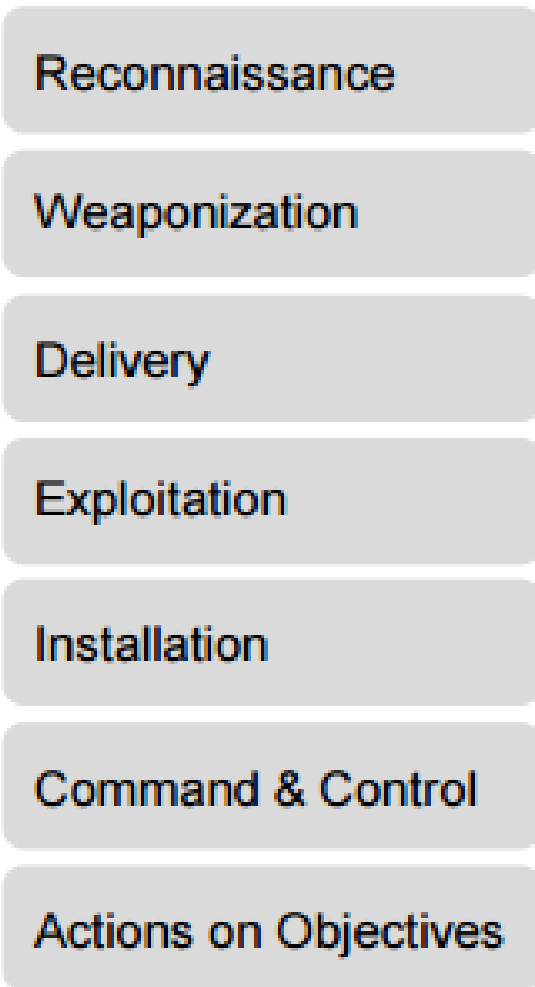 Reconnaissance
Weaponization
Delivery
Exploitation
Installation
Command & Control
Actions on Objectives